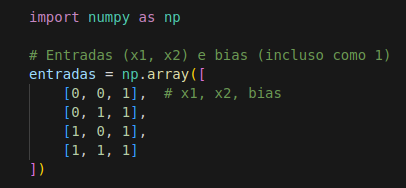 import numpy as np

# Entradas (x1, x2) e bias (incluso como 1)
entradas = np.array([
    [0, 0, 1],  # x1, x2, bias
    [0, 1, 1],
    [1, 0, 1],
    [1, 1, 1]
])